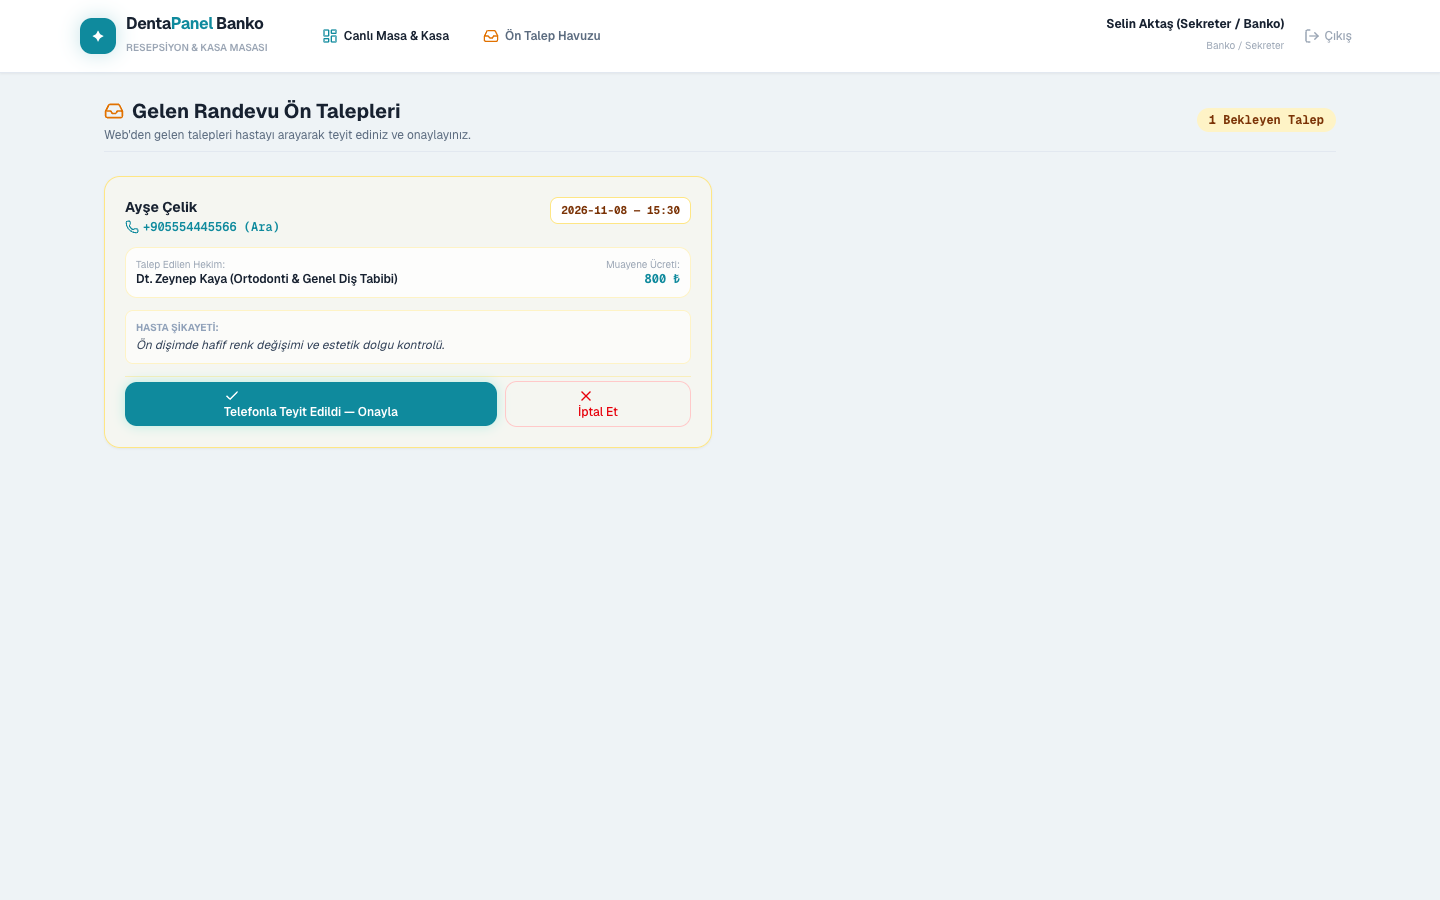 DentaPanel Banko
RESEPSİYON & KASA MASASI
Canlı Masa & Kasa
Ön Talep Havuzu
Selin Aktaş (Sekreter / Banko)
Banko / Sekreter
Çıkış
Gelen Randevu Ön Talepleri
Web'den gelen talepleri hastayı arayarak teyit ediniz ve onaylayınız.
1 Bekleyen Talep
Ayşe Çelik
+905554445566 (Ara)
2026-11-08 — 15:30
Talep Edilen Hekim:
Dt. Zeynep Kaya (Ortodonti & Genel Diş Tabibi)
Muayene Ücreti:
800 ₺
HASTA ŞİKAYETİ:
Ön dişimde hafif renk değişimi ve estetik dolgu kontrolü.
Telefonla Teyit Edildi — Onayla
İptal Et